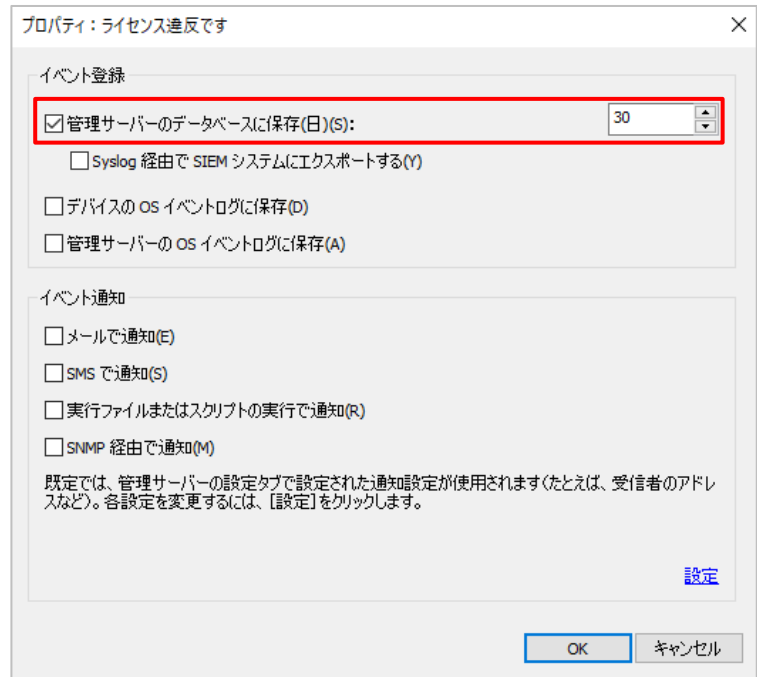 プロパティ：ライセンス違反です
イベント登録
管理サーバーのデータベースに保存(日)(S):
30
Syslog 経由で SIEM システムにエクスポートする(Y)
デバイスの OS イベントログに保存(D)
管理サーバーの OS イベントログに保存(A)
イベント通知
メールで通知(E)
SMS で通知(S)
実行ファイルまたはスクリプトの実行で通知(R)
SNMP 経由で通知(M)
既定では、管理サーバーの設定タブで設定された通知設定が使用されます(たとえば、受信者のアドレ
スなど)。各設定を変更するには、[設定]をクリックします。
設定
OK
キャンセル